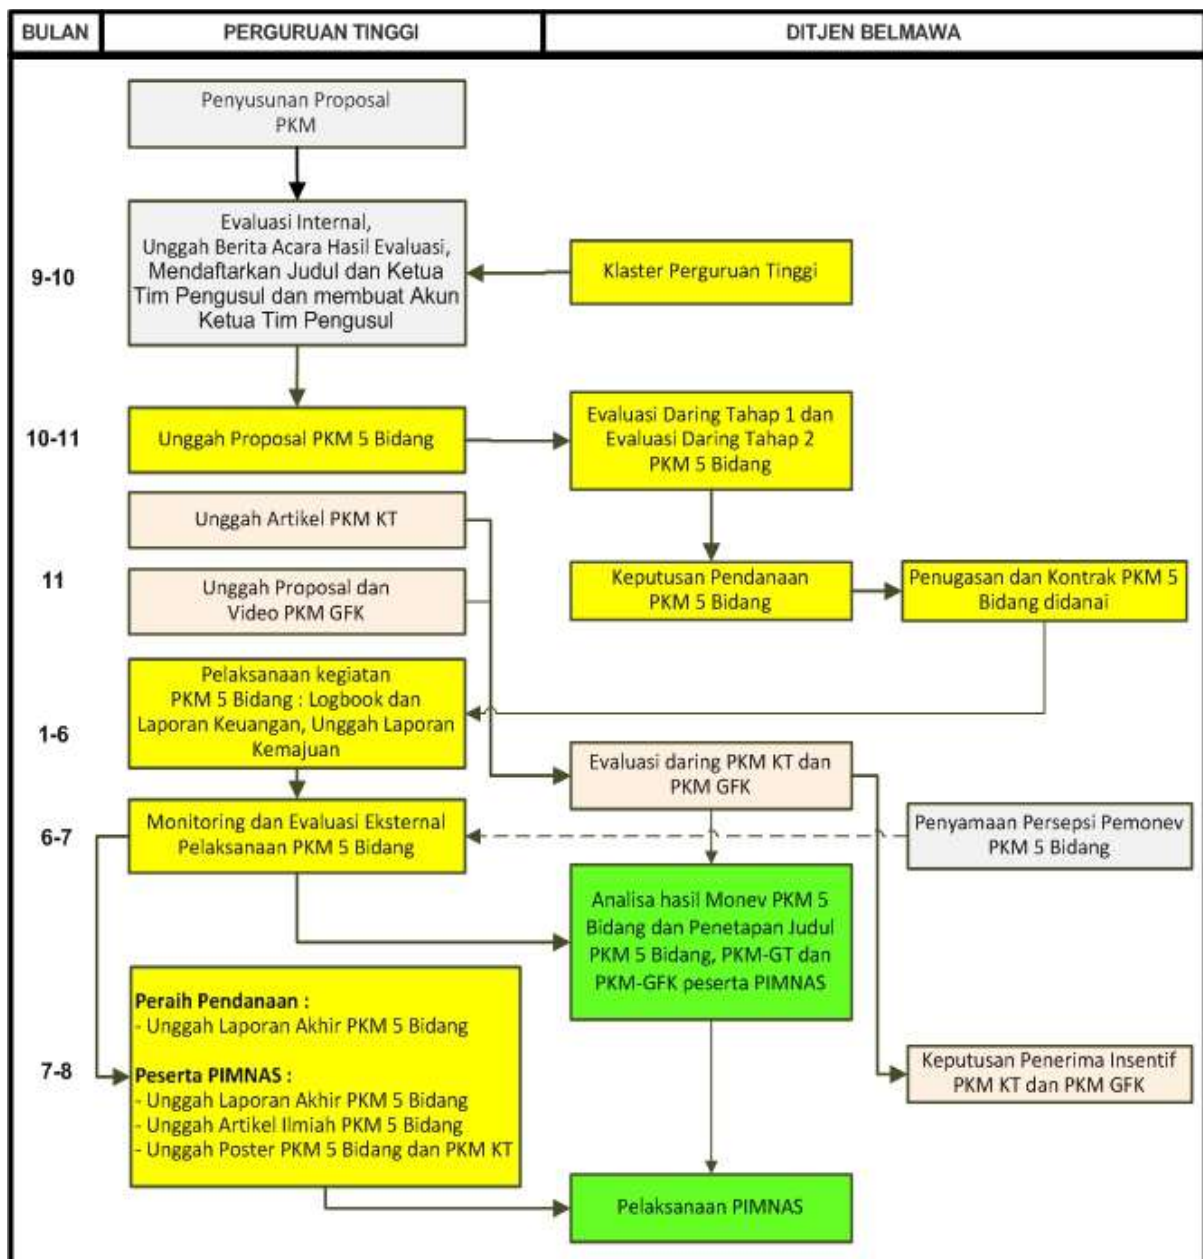 BULAN
PERGURUAN TINGGI
DITJEN BELMAWA
Penyusunan Proposal
PKM
9-10
Evaluasi Internal,
Unggah Berita Acara Hasil Evaluasi,
Mendaftarkan Judul dan Ketua
Tim Pengusul dan membuat Akun
Ketua Tim Pengusul
Klaster Perguruan Tinggi
10-11
Unggah Proposal PKM 5 Bidang
Evaluasi Daring Tahap 1 dan
Evaluasi Daring Tahap 2
PKM 5 Bidang
Unggah Artikel PKM KT
11
Unggah Proposal dan
Video PKM GFK
Keputusan Pendanaan
PKM 5 Bidang
Penugasan dan Kontrak PKM 5
Bidang didanai
1-6
Pelaksanaan kegiatan
PKM 5 Bidang : Logbook dan
Laporan Keuangan, Unggah Laporan
Kemajuan
Evaluasi daring PKM KT dan
PKM GFK
6-7
Monitoring dan Evaluasi Eksternal
Pelaksanaan PKM 5 Bidang
Penyamaan Persepsi Pemonev
PKM 5 Bidang
Analisa hasil Monev PKM 5
Bidang dan Penetapan Judul
PKM 5 Bidang, PKM-GT dan
PKM-GFK peserta PIMNAS
7-8
Peraih Pendanaan :
- Unggah Laporan Akhir PKM 5 Bidang
Peserta PIMNAS :
- Unggah Laporan Akhir PKM 5 Bidang
- Unggah Artikel Ilmiah PKM 5 Bidang
- Unggah Poster PKM 5 Bidang dan PKM KT
Keputusan Penerima Insentif
PKM KT dan PKM GFK
Pelaksanaan PIMNAS